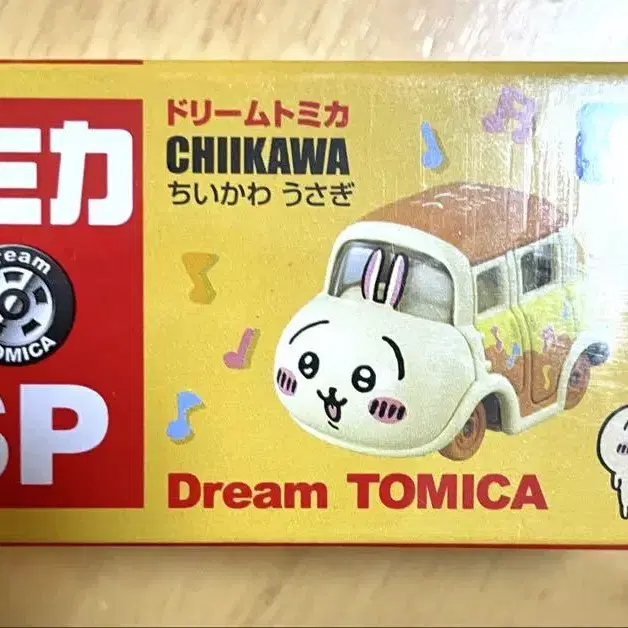 ミカ
Dream
TOMICA
SP
ドリームトミカ
CHIIKAWA
ちいかわ うさぎ
Dream TOMICA